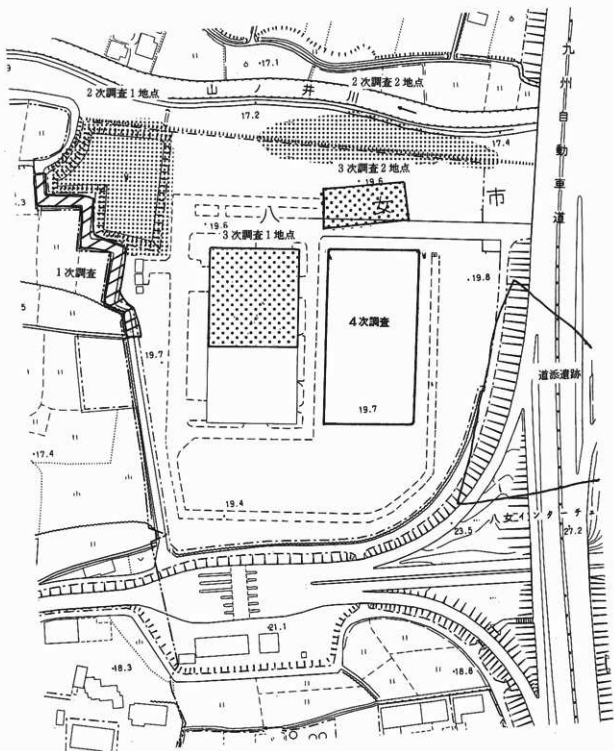 6 ·17.1
九州自動車道
2次調査1地点
山ノ井川
2次調査2地点
17.2
17.4
3次調査2地点
19.6
八女市
19.6
3次調査1地点
1次調査
19.8
4次調査
19.7
道添遺跡
19.7
17.4
19.4
23.5
八女インターチェ
27.2
21.1
18.3
18.8